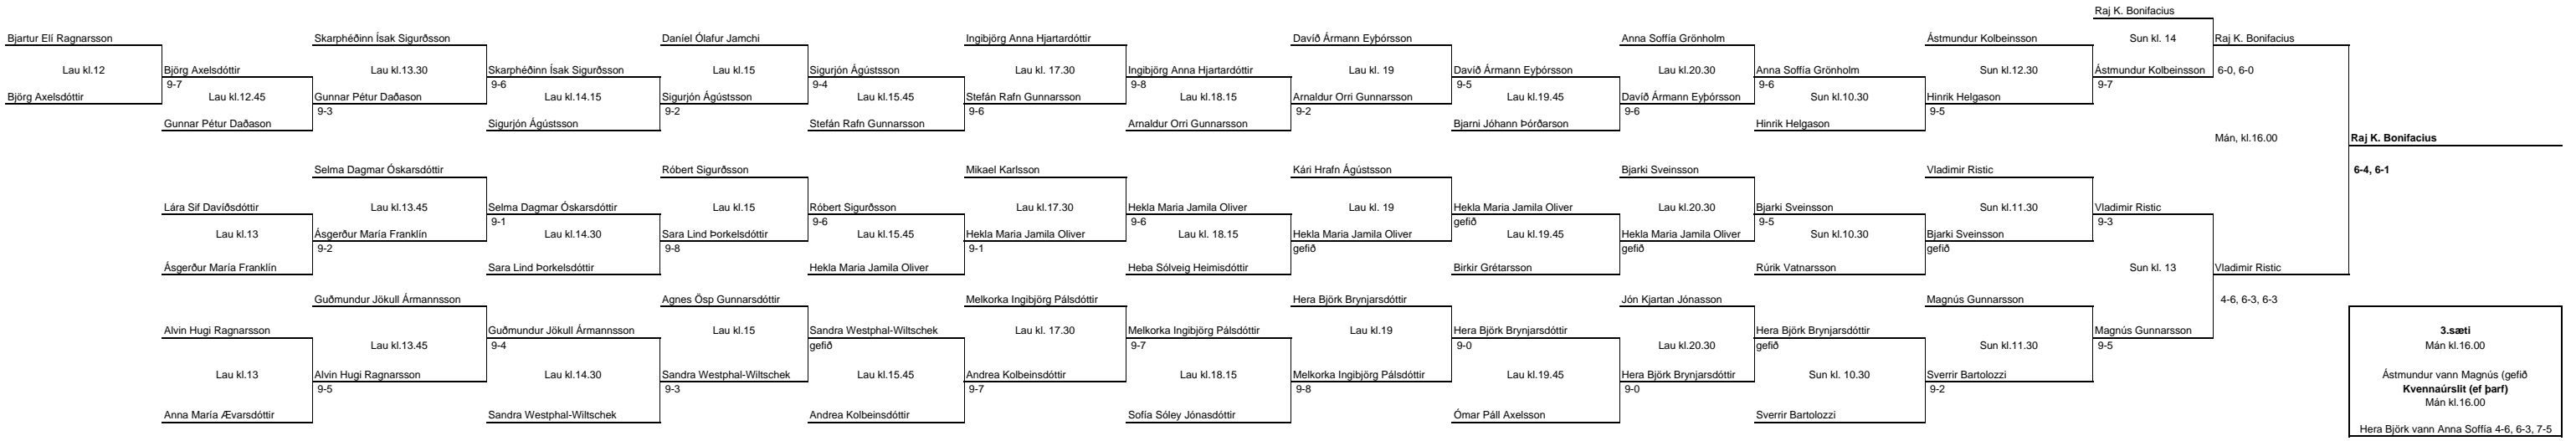 Raj K. Bonifacius
Bjartur Elí Ragnarsson
Skarphéðinn Ísak Sigurðsson
Daníel Ólafur Jamchi
Ingibjörg Anna Hjartardóttir
Davíð Ármann Eyþórsson
Anna Soffía Grönholm
Ástmundur Kolbeinsson
Sun kl. 14
Raj K. Bonifacius
Lau kl.12
Björg Axelsdóttir
Lau kl.13.30
Skarphéðinn Ísak Sigurðsson
Lau kl.15
Sigurjón Ágústsson
Lau kl. 17.30
Ingibjörg Anna Hjartardóttir
Lau kl. 19
Davíð Ármann Eyþórsson
Lau kl.20.30
Anna Soffía Grönholm
Sun kl.12.30
Ástmundur Kolbeinsson
6-0, 6-0
9-7
9-6
9-4
9-8
9-5
9-6
9-7
Björg Axelsdóttir
Lau kl.12.45
Gunnar Pétur Daðason
Lau kl.14.15
Sigurjón Ágústsson
Lau kl.15.45
Stefán Rafn Gunnarsson
Lau kl.18.15
Arnaldur Orri Gunnarsson
Lau kl.19.45
Davíð Ármann Eyþórsson
Sun kl.10.30
Hinrik Helgason
9-3
9-2
9-6
9-2
9-6
9-5
Gunnar Pétur Daðason
Sigurjón Ágústsson
Stefán Rafn Gunnarsson
Arnaldur Orri Gunnarsson
Bjarni Jóhann Þórðarson
Hinrik Helgason
Mán, kl.16.00
Raj K. Bonifacius
Selma Dagmar Óskarsdóttir
Róbert Sigurðsson
Mikael Karlsson
Kári Hrafn Ágústsson
Bjarki Sveinsson
Vladimir Ristic
6-4, 6-1
Lára Sif Davíðsdóttir
Lau kl.13.45
Selma Dagmar Óskarsdóttir
Lau kl.15
Róbert Sigurðsson
Lau kl.17.30
Hekla Maria Jamila Oliver
Lau kl. 19
Hekla Maria Jamila Oliver
Lau kl.20.30
Bjarki Sveinsson
Sun kl.11.30
Vladimir Ristic
9-1
9-6
9-6
gefið
9-5
9-3
Lau kl.13
Ásgerður María Franklín
Lau kl.14.30
Sara Lind Þorkelsdóttir
Lau kl.15.45
Hekla Maria Jamila Oliver
Lau kl. 18.15
Hekla Maria Jamila Oliver
Lau kl.19.45
Hekla Maria Jamila Oliver
Sun kl.10.30
Bjarki Sveinsson
9-2
9-8
9-1
gefið
gefið
gefið
Ásgerður María Franklín
Sara Lind Þorkelsdóttir
Hekla Maria Jamila Oliver
Heba Sólveig Heimisdóttir
Birkir Grétarsson
Rúrik Vatnarsson
Sun kl. 13
Vladimir Ristic
Guðmundur Jökull Ármannsson
Agnes Ösp Gunnarsdóttir
Melkorka Ingibjörg Pálsdóttir
Hera Björk Brynjarsdóttir
Jón Kjartan Jónasson
Magnús Gunnarsson
4-6, 6-3, 6-3
Alvin Hugi Ragnarsson
Guðmundur Jökull Ármannsson
Lau kl.15
Sandra Westphal-Wiltschek
Lau kl. 17.30
Melkorka Ingibjörg Pálsdóttir
Lau kl.19
Hera Björk Brynjarsdóttir
Hera Björk Brynjarsdóttir
Magnús Gunnarsson
3.sæti
Lau kl.13.45
9-4
gefið
9-7
9-0
Lau kl.20.30
gefið
Sun kl.11.30
9-5
Mán kl.16.00
Lau kl.13
Alvin Hugi Ragnarsson
Lau kl.14.30
Sandra Westphal-Wiltschek
Lau kl.15.45
Andrea Kolbeinsdóttir
Lau kl.18.15
Melkorka Ingibjörg Pálsdóttir
Lau kl.19.45
Hera Björk Brynjarsdóttir
Sun kl. 10.30
Sverrir Bartolozzi
Ástmundur vann Magnús (gefið
9-5
9-3
9-7
9-8
9-0
9-2
Kvennaúrslit (ef þarf)
Mán kl.16.00
Anna María Ævarsdóttir
Sandra Westphal-Wiltschek
Andrea Kolbeinsdóttir
Sofía Sóley Jónasdóttir
Ómar Páll Axelsson
Sverrir Bartolozzi
Hera Björk vann Anna Soffía 4-6, 6-3, 7-5